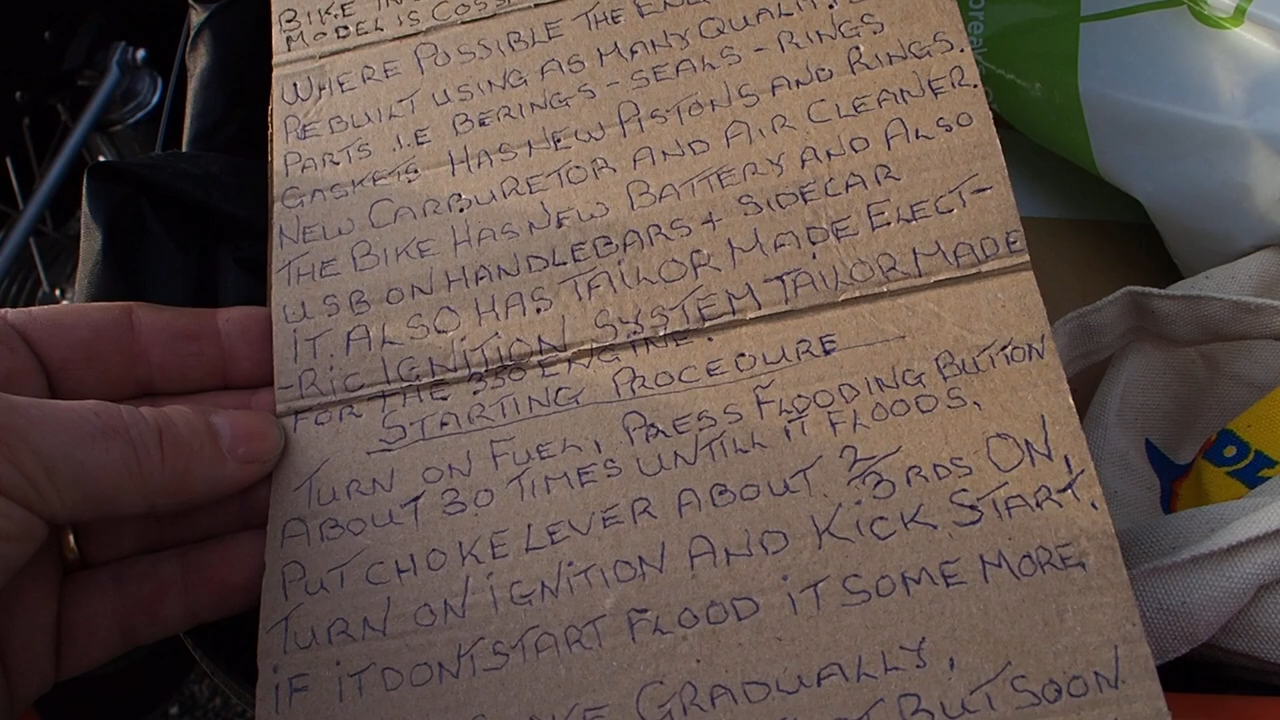 BIKE IN
MODEL IS COSS
WHERE POSSIBLE THE ENG
REBUILT USING AS MANY QUALITY
PARTS I.E BERINGS - SEALS - RINGS
GASKETS HAS NEW PISTONS AND RINGS.
NEW CARBURETOR AND AIR CLEANER.
THE BIKE HAS NEW BATTERY AND ALSO
USB ON HANDLEBARS + SIDECAR
IT. ALSO HAS TAILOR MADE ELECT-
-RIC IGNITION SYSTEM TAILOR MADE
FOR THE 350 ENGINE.
STARTING PROCEDURE
TURN ON FUEL, PRESS FLOODING BUTTON
ABOUT 30 TIMES UNTILL IT FLOODS,
PUT CHOKE LEVER ABOUT 2/3RDS ON,
TURN ON IGNITION AND KICK START.
IF IT DONT START FLOOD IT SOME MORE,
GRADUALLY,
BUT SOON